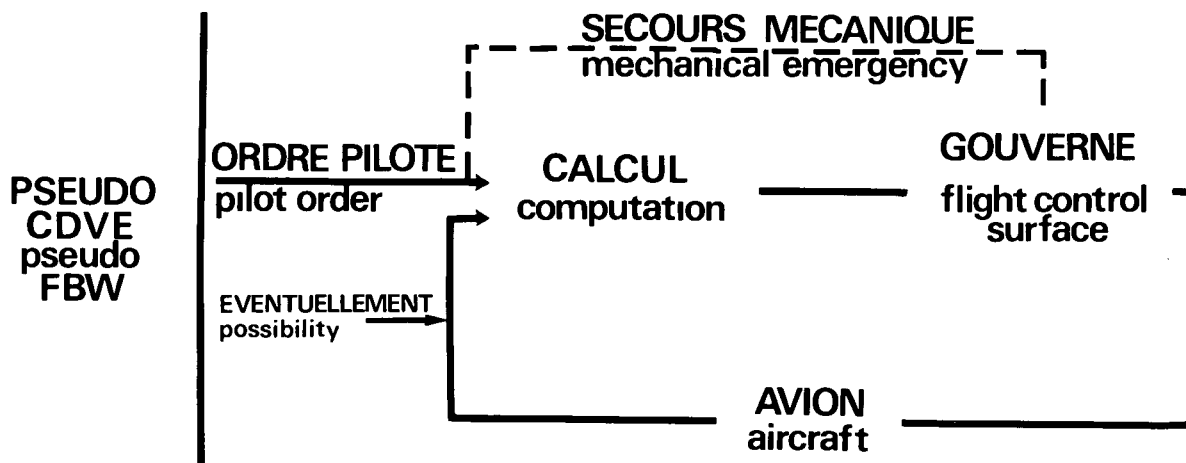 PSEUDO
CDVE
pseudo
FBW
SECOURS MECANIQUE
mechanical emergency
ORDRE PILOTE
pilot order
CALCUL
computation
GOUVERNE
flight control
surface
EVENTUELLEMENT
possibility
AVION
aircraft